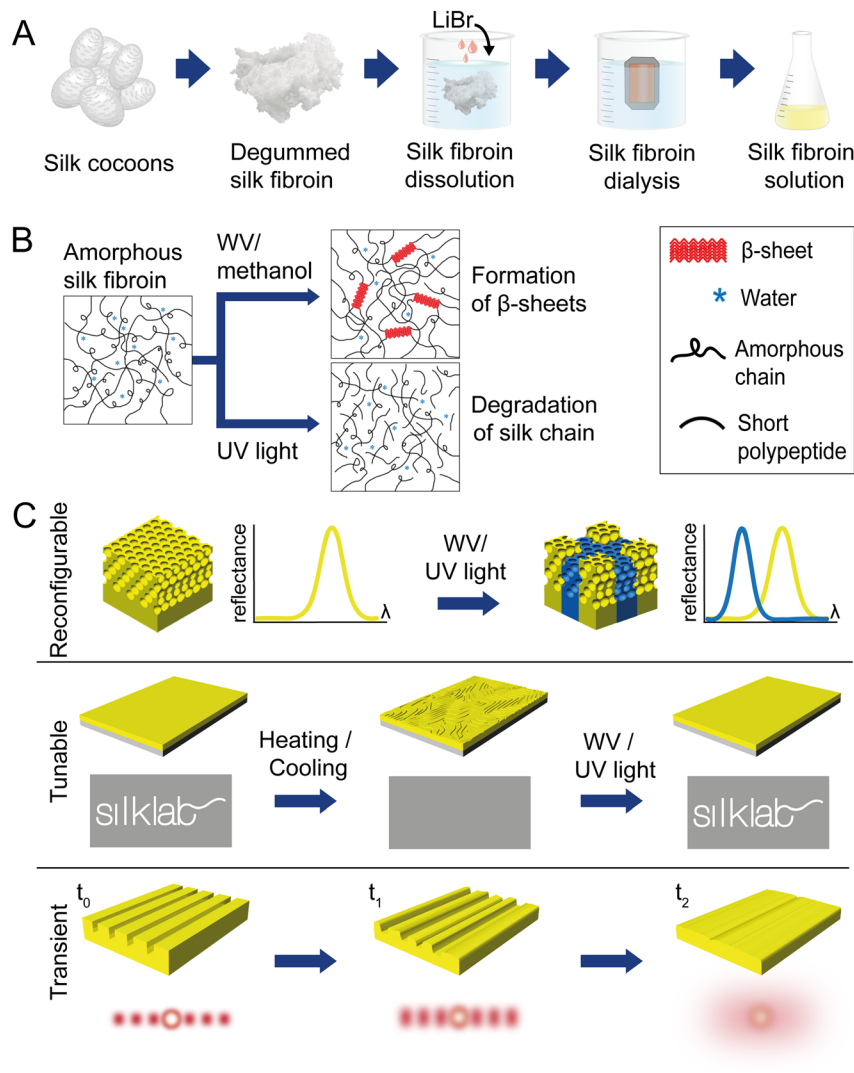 A
LiBr
Silk cocoons
Degummed
silk fibroin
Silk fibroin
dissolution
Silk fibroin
dialysis
Silk fibroin
solution
B
Amorphous
silk fibroin
WV/
methanol
UV light
Formation
of β-sheets
Degradation
of silk chain
β-sheet
* Water
Amorphous
chain
Short
polypeptide
C
Reconfigurable
reflectance
λ
WV/
UV light
reflectance
λ
Tunable
Heating /
Cooling
WV /
UV light
silklab
silklab
Transient
t₀
t₁
t₂